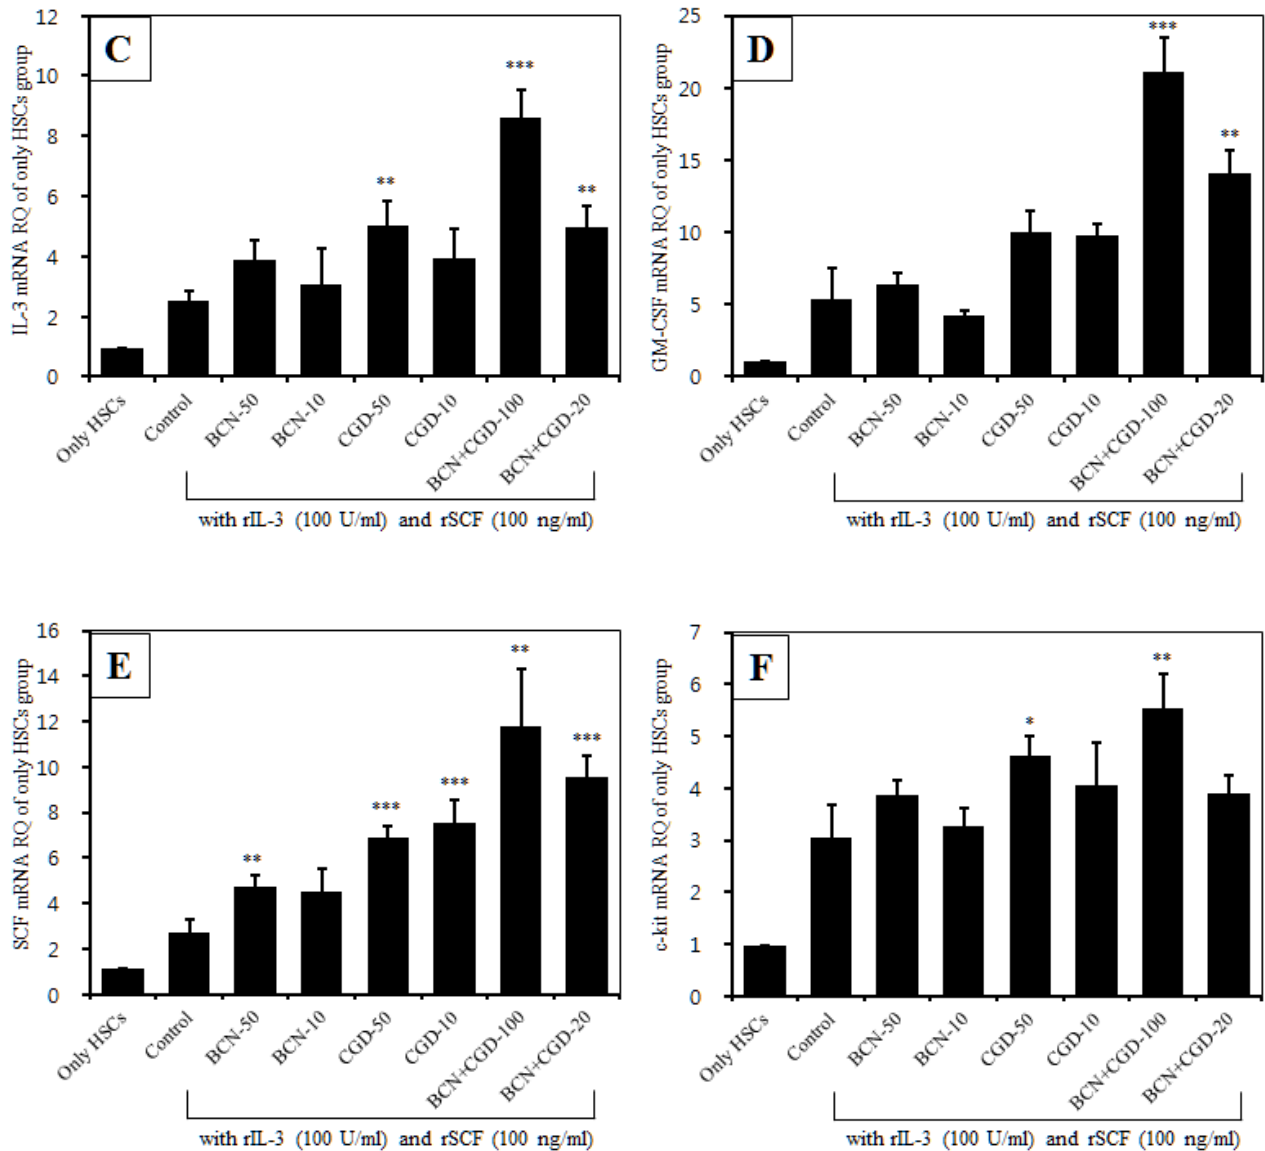 C
IL-3 mRNA RQ of only HSCs group
12
10
8
6
4
2
0
***
**
**
Only HSCs
Control
BCN-50
BCN-10
CGD-50
CGD-10
BCN+CGD-100
BCN+CGD-20
with rIL-3 (100 U/ml) and rSCF (100 ng/ml)
D
GM-CSF mRNA RQ of only HSCs group
25
20
15
10
5
0
***
**
Only HSCs
Control
BCN-50
BCN-10
CGD-50
CGD-10
BCN+CGD-100
BCN+CGD-20
with rIL-3 (100 U/ml) and rSCF (100 ng/ml)
E
SCF mRNA RQ of only HSCs group
16
14
12
10
8
6
4
2
0
**
***
***
**
***
Only HSCs
Control
BCN-50
BCN-10
CGD-50
CGD-10
BCN+CGD-100
BCN+CGD-20
with rIL-3 (100 U/ml) and rSCF (100 ng/ml)
F
c-kit mRNA RQ of only HSCs group
7
6
5
4
3
2
1
0
*
**
Only HSCs
Control
BCN-50
BCN-10
CGD-50
CGD-10
BCN+CGD-100
BCN+CGD-20
with rIL-3 (100 U/ml) and rSCF (100 ng/ml)